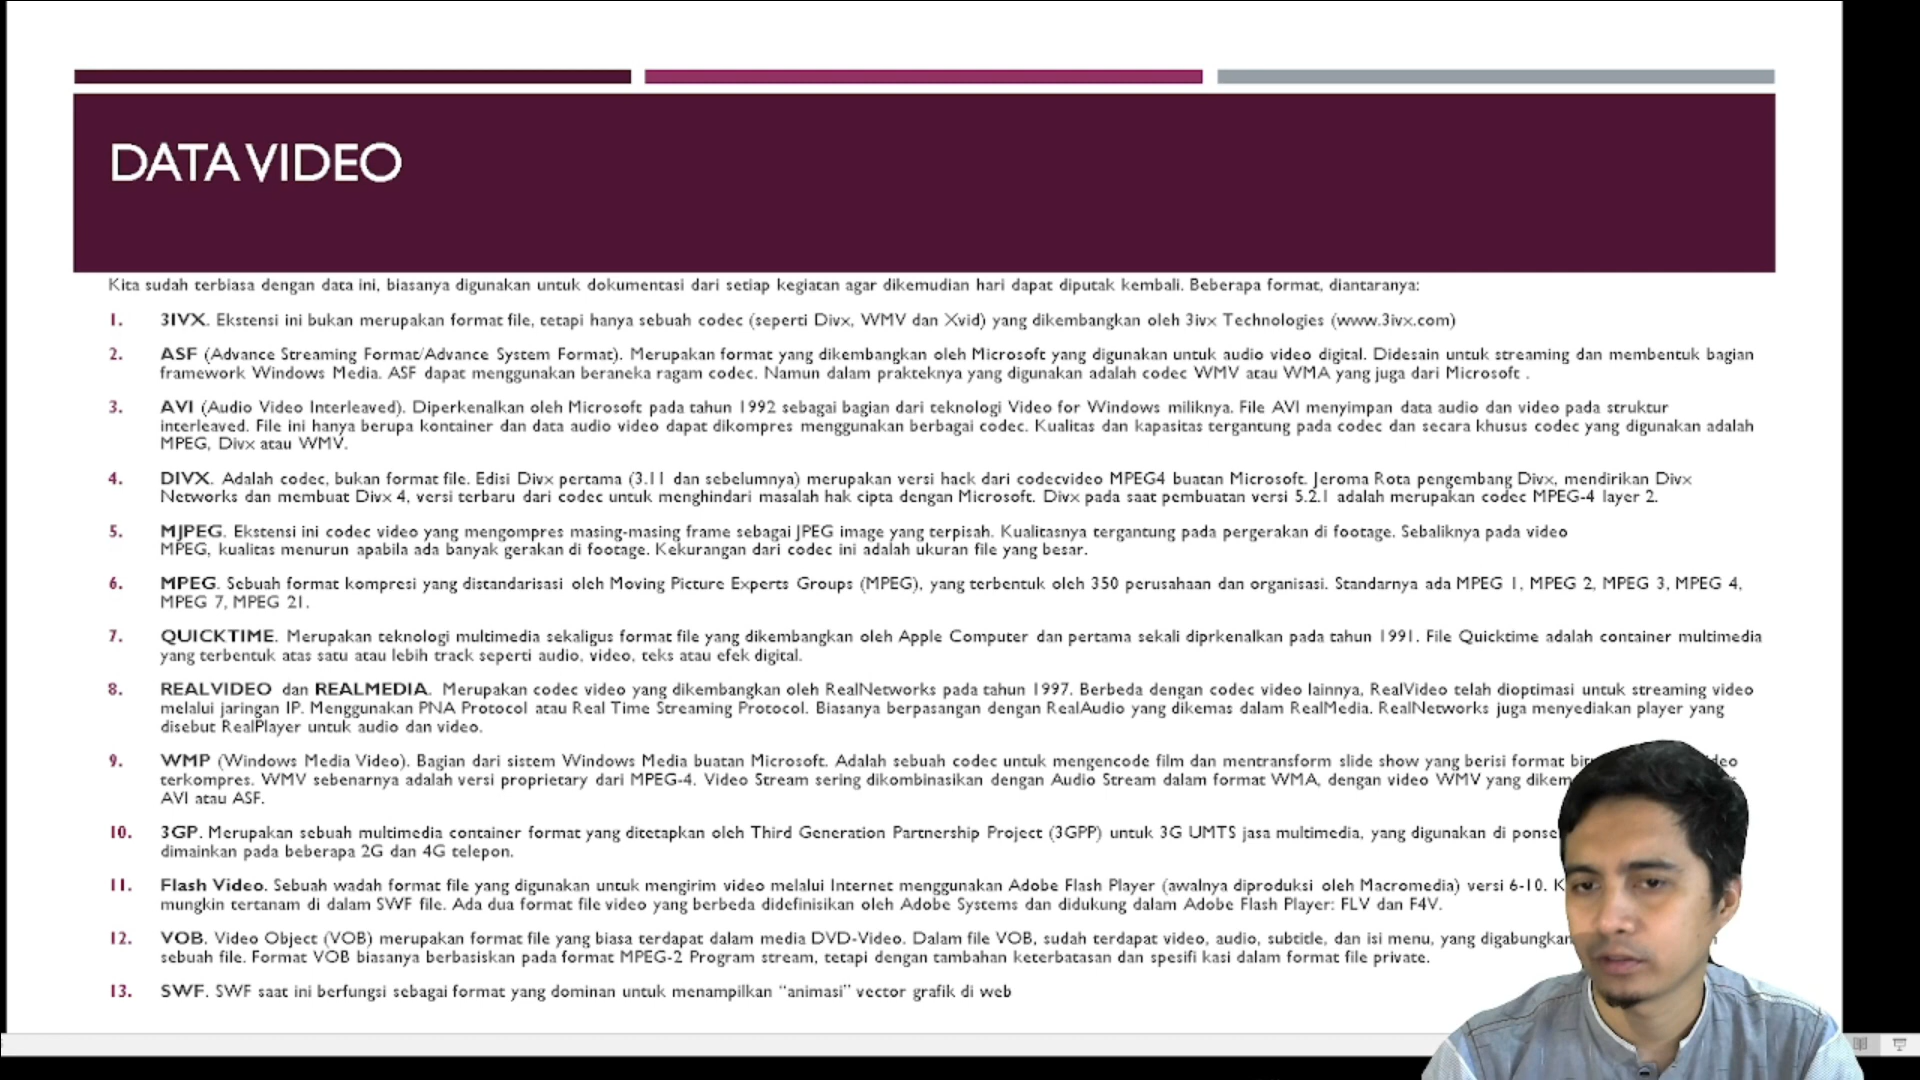 DATA VIDEO
Kita sudah terbiasa dengan data ini, biasanya digunakan untuk dokumentasi dari setiap kegiatan agar dikemudian hari dapat diputak kembali. Beberapa format, diantaranya:
1. 3IVX. Ekstensi ini bukan merupakan format file, tetapi hanya sebuah codec (seperti Divx, WMV dan Xvid) yang dikembangkan oleh 3ivx Technologies (www.3ivx.com)
2. ASF (Advance Streaming Format/Advance System Format). Merupakan format yang dikembangkan oleh Microsoft yang digunakan untuk audio video digital. Didesain untuk streaming dan membentuk bagian
framework Windows Media. ASF dapat menggunakan beraneka ragam codec. Namun dalam prakteknya yang digunakan adalah codec WMV atau WMA yang juga dari Microsoft .
3. AVI (Audio Video Interleaved). Diperkenalkan oleh Microsoft pada tahun 1992 sebagai bagian dari teknologi Video for Windows miliknya. File AVI menyimpan data audio dan video pada struktur
interleaved. File ini hanya berupa kontainer dan data audio video dapat dikompres menggunakan berbagai codec. Kualitas dan kapasitas tergantung pada codec dan secara khusus codec yang digunakan adalah
MPEG, Divx atau WMV.
4. DIVX. Adalah codec, bukan format file. Edisi Divx pertama (3.11 dan sebelumnya) merupakan versi hack dari codecvideo MPEG4 buatan Microsoft. Jeroma Rota pengembang Divx, mendirikan Divx
Networks dan membuat Divx 4, versi terbaru dari codec untuk menghindari masalah hak cipta dengan Microsoft. Divx pada saat pembuatan versi 5.2.1 adalah merupakan codec MPEG-4 layer 2.
5. MJPEG. Ekstensi ini codec video yang mengompres masing-masing frame sebagai JPEG image yang terpisah. Kualitasnya tergantung pada pergerakan di footage. Sebaliknya pada video
MPEG, kualitas menurun apabila ada banyak gerakan di footage. Kekurangan dari codec ini adalah ukuran file yang besar.
6. MPEG. Sebuah format kompresi yang distandarisasi oleh Moving Picture Experts Groups (MPEG), yang terbentuk oleh 350 perusahaan dan organisasi. Standarnya ada MPEG 1, MPEG 2, MPEG 3, MPEG 4,
MPEG 7, MPEG 21.
7. QUICKTIME. Merupakan teknologi multimedia sekaligus format file yang dikembangkan oleh Apple Computer dan pertama sekali diprkenalkan pada tahun 1991. File Quicktime adalah container multimedia
yang terbentuk atas satu atau lebih track seperti audio, video, teks atau efek digital.
8. REALVIDEO dan REALMEDIA. Merupakan codec video yang dikembangkan oleh RealNetworks pada tahun 1997. Berbeda dengan codec video lainnya, RealVideo telah dioptimasi untuk streaming video
melalui jaringan IP. Menggunakan PNA Protocol atau Real Time Streaming Protocol. Biasanya berpasangan dengan RealAudio yang dikemas dalam RealMedia. RealNetworks juga menyediakan player yang
disebut RealPlayer untuk audio dan video.
9. WMP (Windows Media Video). Bagian dari sistem Windows Media buatan Microsoft. Adalah sebuah codec untuk mengencode film dan mentransform slide show yang berisi format
terkompres. WMV sebenarnya adalah versi proprietary dari MPEG-4. Video Stream sering dikombinasikan dengan Audio Stream dalam format WMA, dengan video WMV yang
AVI atau ASF.
10. 3GP. Merupakan sebuah multimedia container format yang ditetapkan oleh Third Generation Partnership Project (3GPP) untuk 3G UMTS jasa multimedia, yang digunakan di
dimainkan pada beberapa 2G dan 4G telepon.
11. Flash Video. Sebuah wadah format file yang digunakan untuk mengirim video melalui Internet menggunakan Adobe Flash Player (awalnya diproduksi oleh Macromedia) versi 6-10.
mungkin tertanam di dalam SWF file. Ada dua format file video yang berbeda didefinisikan oleh Adobe Systems dan didukung dalam Adobe Flash Player: FLV dan F4V.
12. VOB. Video Object (VOB) merupakan format file yang biasa terdapat dalam media DVD-Video. Dalam file VOB, sudah terdapat video, audio, subtitle, dan isi menu, yang digabungkan
sebuah file. Format VOB biasanya berbasiskan pada format MPEG-2 Program stream, tetapi dengan tambahan keterbatasan dan spesifi kasi dalam format file private.
13. SWF. SWF saat ini berfungsi sebagai format yang dominan untuk menampilkan “animasi” vector grafik di web